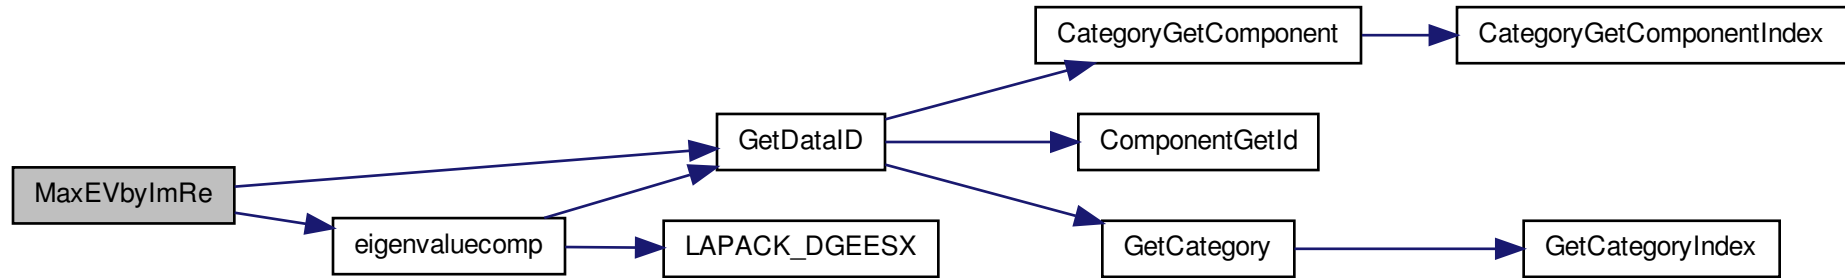 CategoryGetComponent
CategoryGetComponentIndex
GetDataID
ComponentGetId
MaxEVbyImRe
eigenvaluecomp
LAPACK_DGEESX
GetCategory
GetCategoryIndex